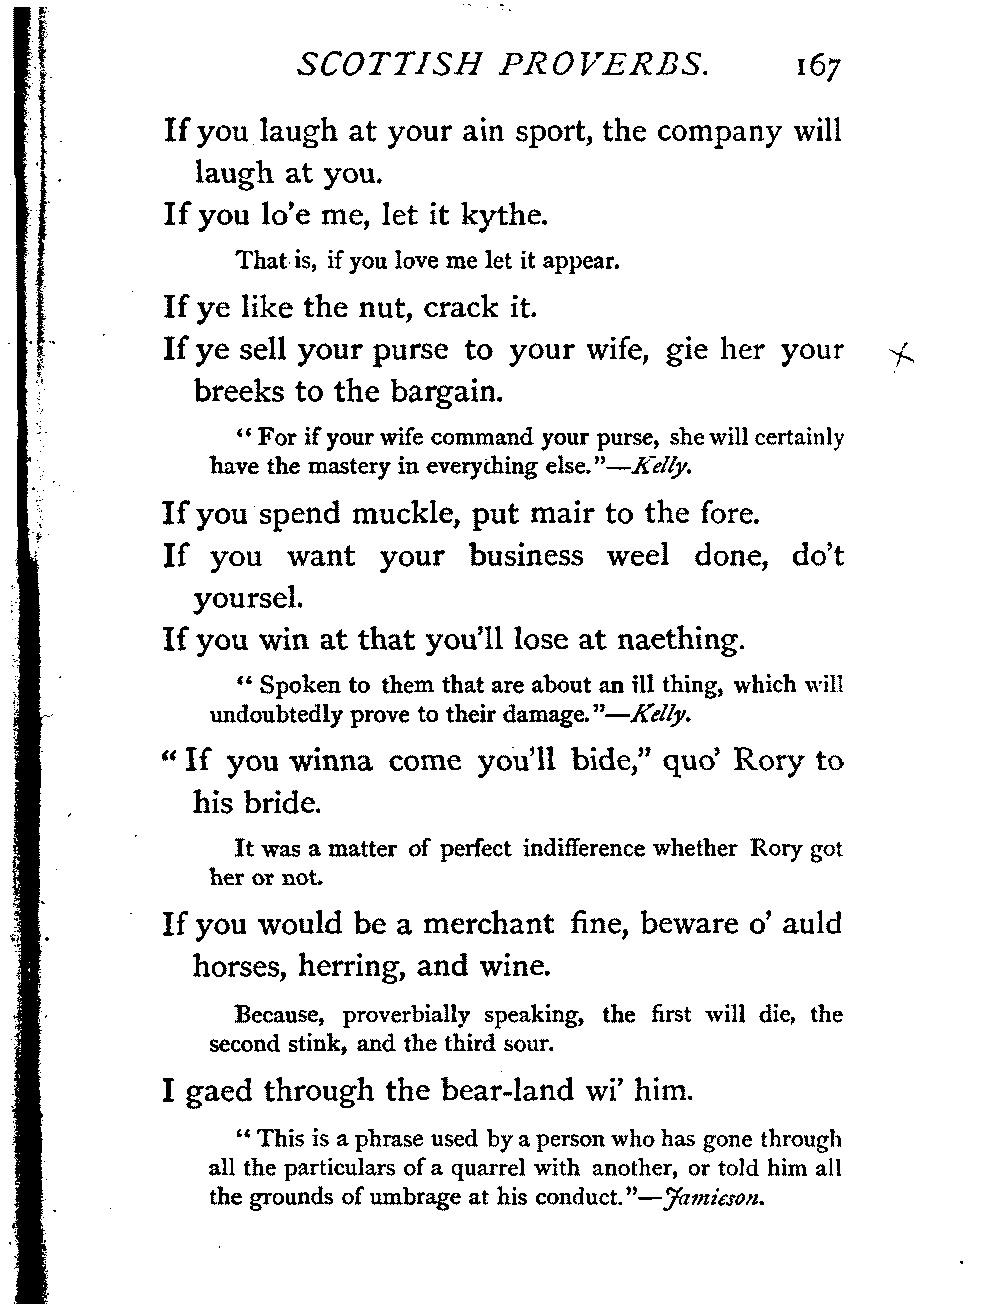 SCOTTISH PROVERBS. 167
If you laugh at your ain sport, the company will
laugh at you.
If you lo'e me, let it kythe.
That is, if you love me let it appear.
If ye like the nut, crack it.
If ye sell your purse to your wife, gie her your
breeks to the bargain.
“ For if your wife command your purse, she will certainly
have the mastery in everything else.”—Kelly.
If you spend muckle, put mair to the fore.
If you want your business weel done, do't
yoursel.
If you win at that you'll lose at naething.
“ Spoken to them that are about an ill thing, which will
undoubtedly prove to their damage.”—Kelly.
“ If you winna come you'll bide,” quo' Rory to
his bride.
It was a matter of perfect indifference whether Rory got
her or not.
If you would be a merchant fine, beware o' auld
horses, herring, and wine.
Because, proverbially speaking, the first will die, the
second stink, and the third sour.
I gaed through the bear-land wi' him.
“ This is a phrase used by a person who has gone through
all the particulars of a quarrel with another, or told him all
the grounds of umbrage at his conduct.”—Jamieson.